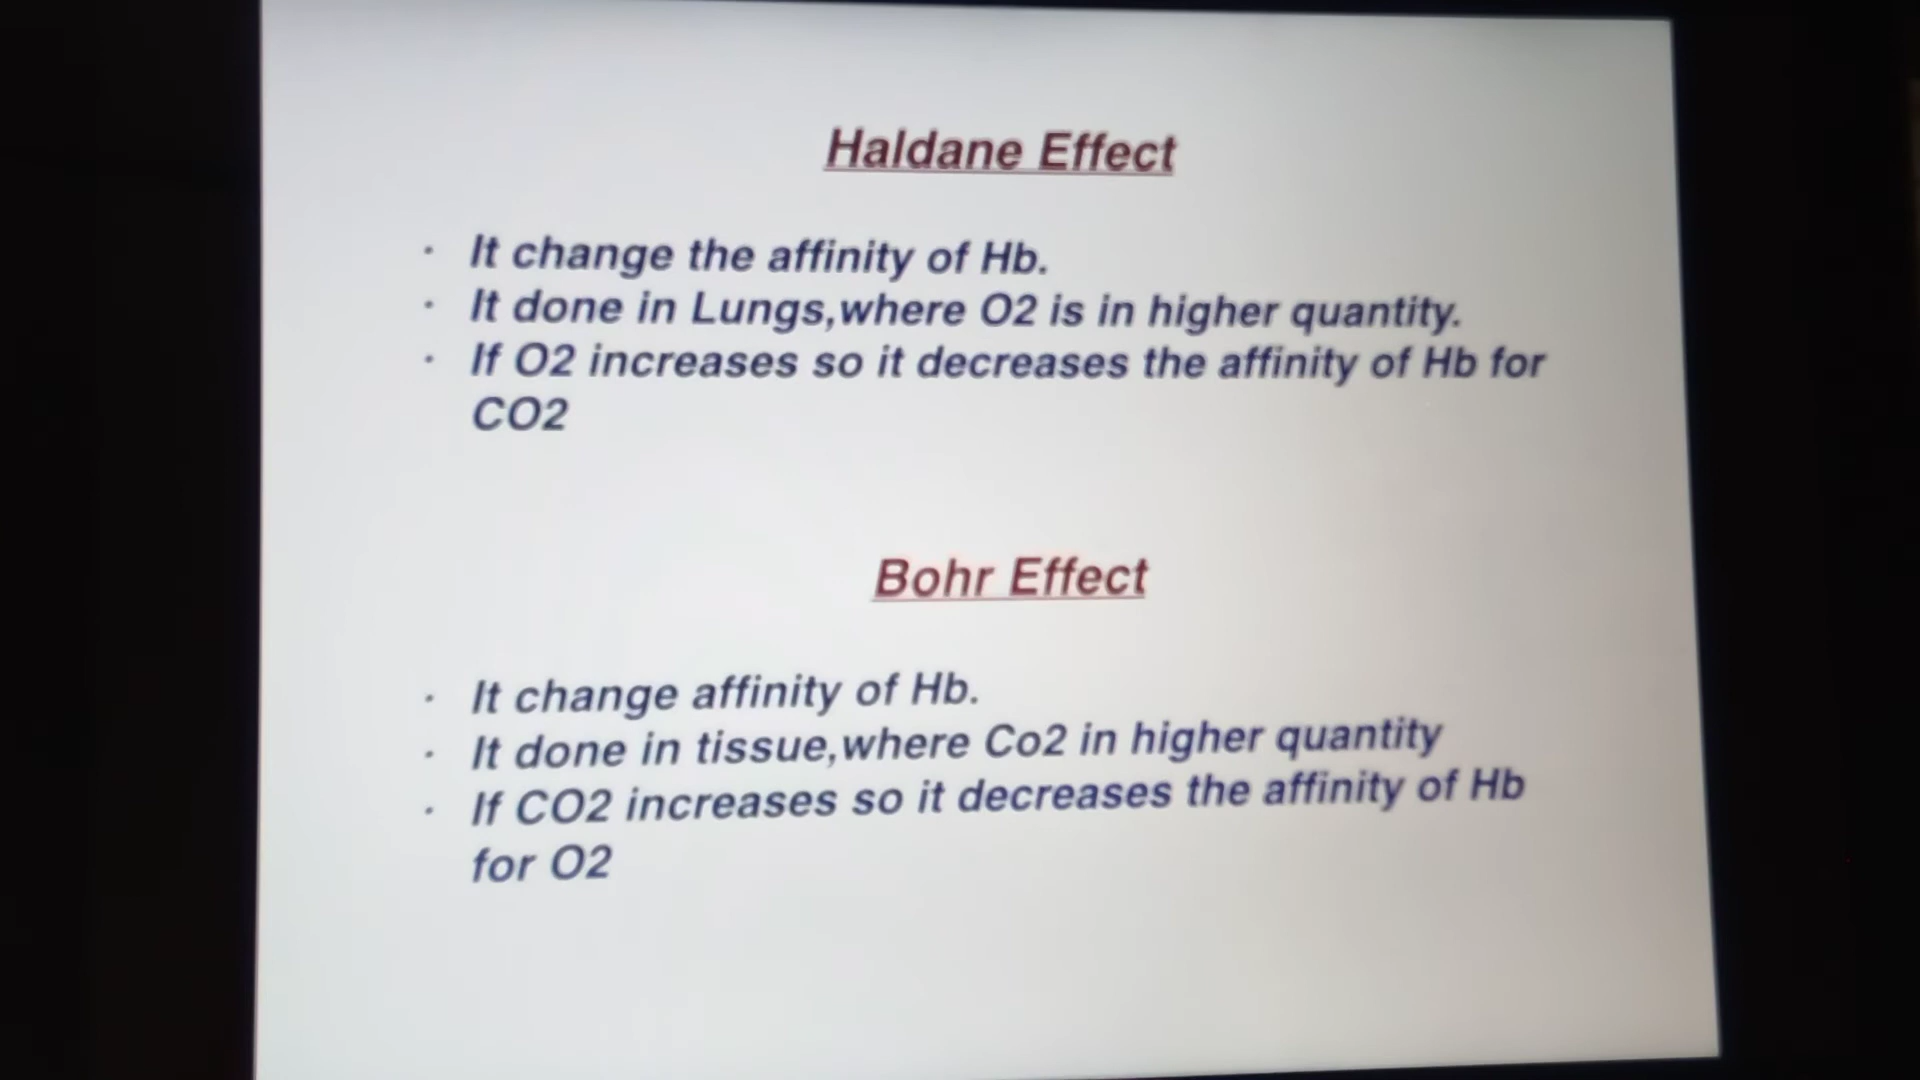 Haldane Effect
· It change the affinity of Hb.
· It done in Lungs,where O2 is in higher quantity.
· If O2 increases so it decreases the affinity of Hb for
CO2
Bohr Effect
· It change affinity of Hb.
· It done in tissue,where Co2 in higher quantity
· If CO2 increases so it decreases the affinity of Hb
for O2